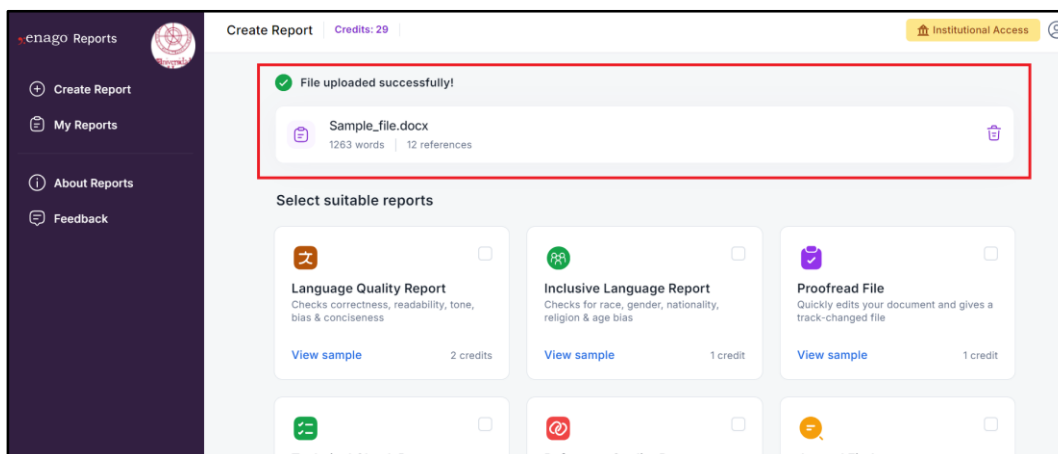 enago Reports
Create Report
My Reports
About Reports
Feedback
Create Report
Credits: 29
Institutional Access
File uploaded successfully!
Sample_file.docx
1263 words | 12 references
Select suitable reports
文
Language Quality Report
Checks correctness, readability, tone,
bias & conciseness
View sample
2 credits
Inclusive Language Report
Checks for race, gender, nationality,
religion & age bias
View sample
1 credit
Proofread File
Quickly edits your document and gives a
track-changed file
View sample
1 credit